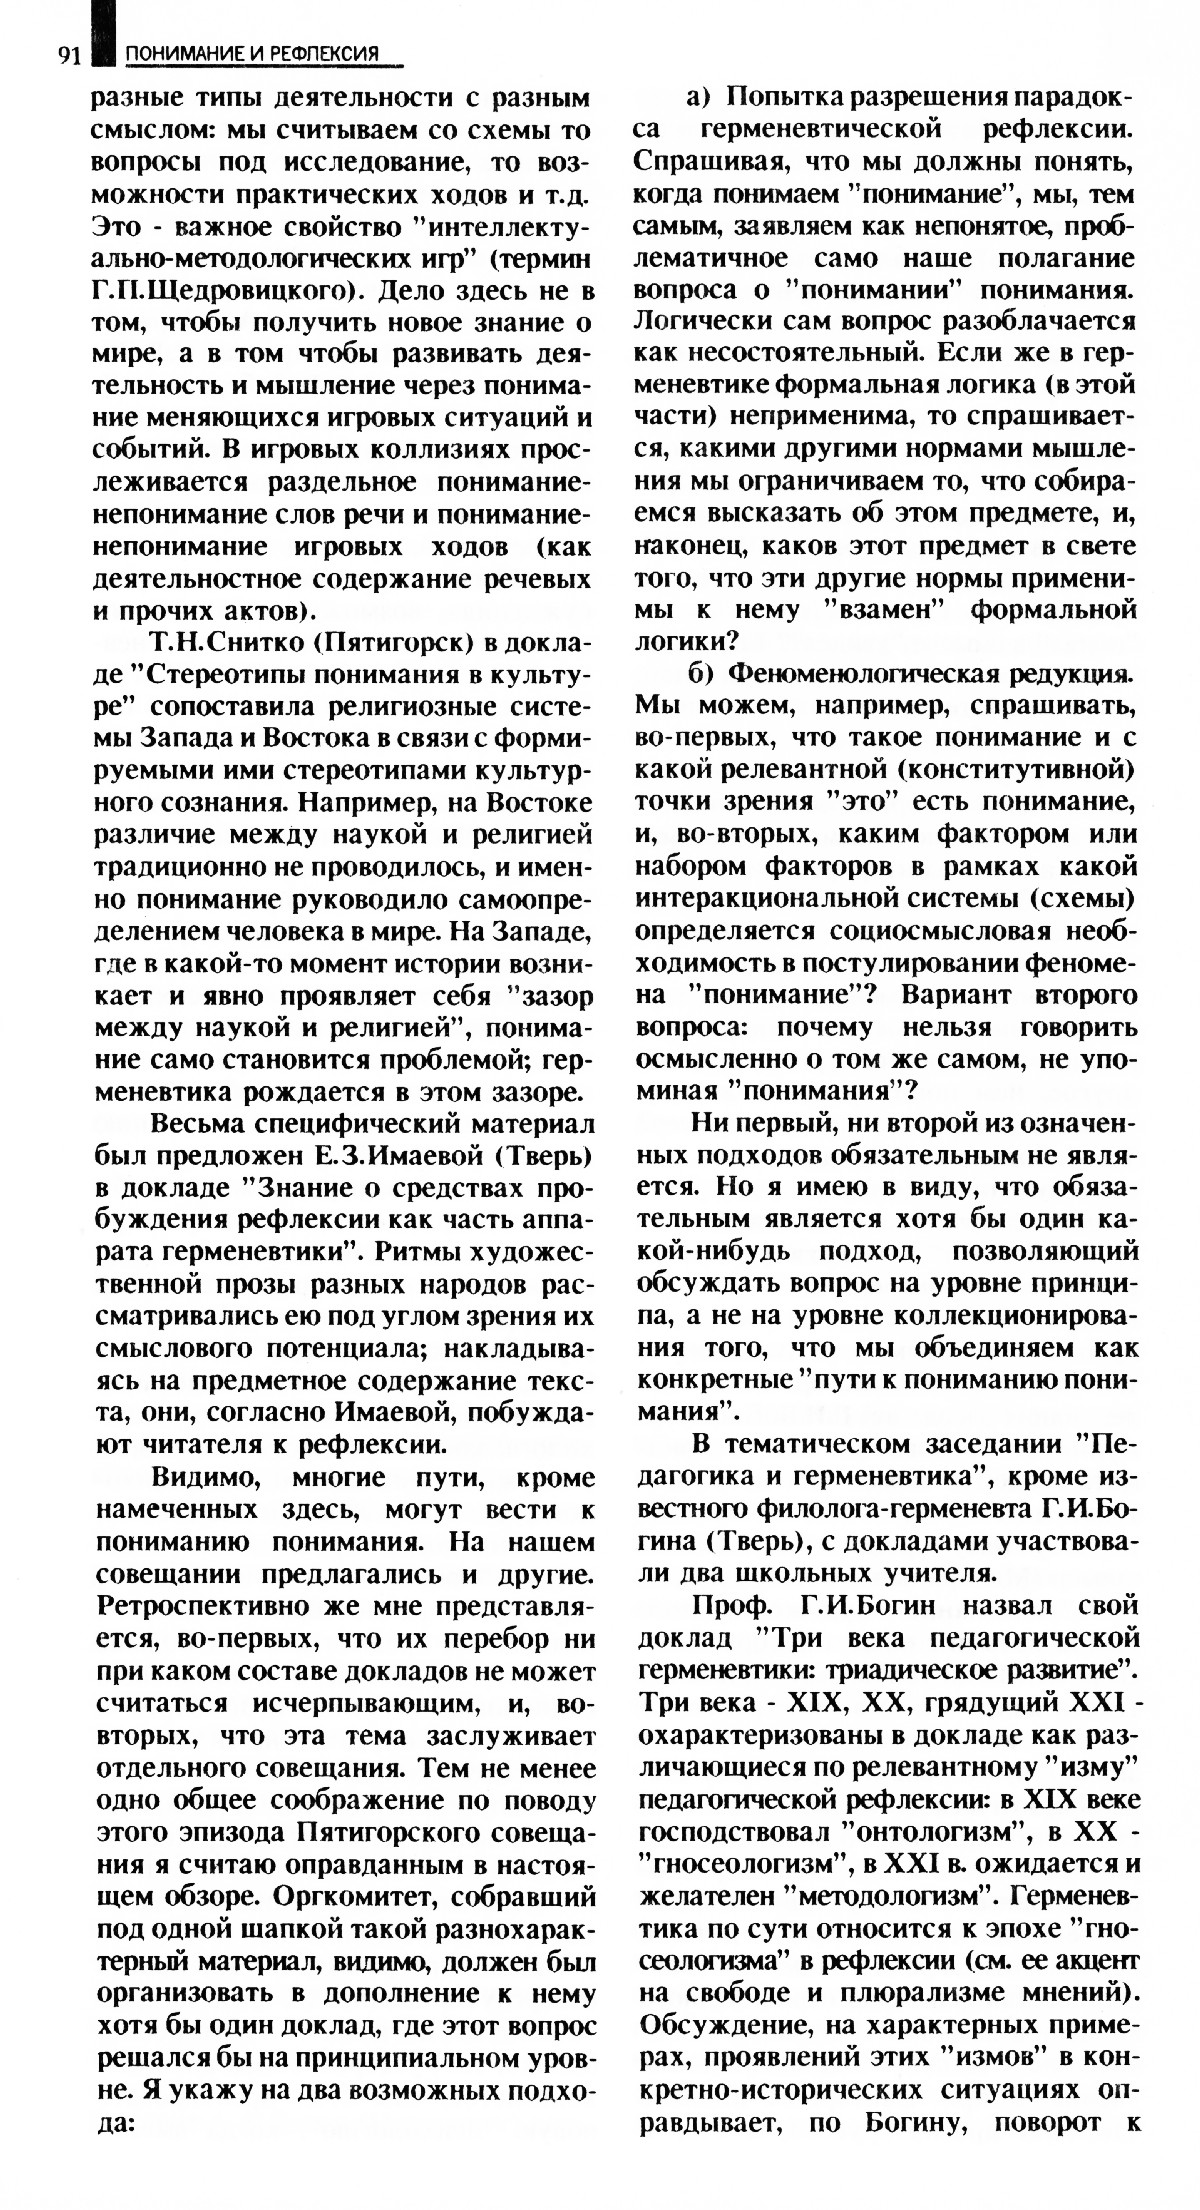 91 ПОНИМАНИЕ И РЕФЛЕКСИЯ
разные типы деятельности с разным
смыслом: мы считываем со схемы то
вопросы под исследование, то воз-
можности практических ходов и т.д.
Это - важное свойство "интеллекту-
ально-методологических игр" (термин
Г.П.Щедровицкого). Дело здесь не в
том, чтобы получить новое знание о
мире, а в том чтобы развивать дея-
тельность и мышление через понима-
ние меняющихся игровых ситуаций и
событий. В игровых коллизиях прос-
леживается раздельное понимание-
непонимание слов речи и понимание-
непонимание игровых ходов (как
деятельностное содержание речевых
и прочих актов).
Т.Н.Снитко (Пятигорск) в докла-
де "Стереотипы понимания в культу-
ре" сопоставила религиозные систе-
мы Запада и Востока в связи с форми-
руемыми ими стереотипами культур-
ного сознания. Например, на Востоке
различие между наукой и религией
традиционно не проводилось, и имен-
но понимание руководило самоопре-
делением человека в мире. На Западе,
где в какой-то момент истории возни-
кает и явно проявляет себя "зазор
между наукой и религией", понима-
ние само становится проблемой; гер-
меневтика рождается в этом зазоре.
Весьма специфический материал
был предложен Е.З.Имаевой (Тверь)
в докладе "Знание о средствах про-
буждения рефлексии как часть аппа-
рата герменевтики". Ритмы художес-
твенной прозы разных народов рас-
сматривались ею под углом зрения их
смыслового потенциала; накладыва-
ясь на предметное содержание текс-
та, они, согласно Имаевой, побужда-
ют читателя к рефлексии.
Видимо, многие пути, кроме
намеченных здесь, могут вести к
пониманию понимания. На нашем
совещании предлагались и другие.
Ретроспективно же мне представля-
ется, во-первых, что их перебор ни
при каком составе докладов не может
считаться исчерпывающим, и, во-
вторых, что эта тема заслуживает
отдельного совещания. Тем не менее
одно общее соображение по поводу
этого эпизода Пятигорского совеща-
ния я считаю оправданным в настоя-
щем обзоре. Оргкомитет, собравший
под одной шапкой такой разнохарак-
терный материал, видимо, должен был
организовать в дополнение к нему
хотя бы один доклад, где этот вопрос
решался бы на принципиальном уров-
не. Я укажу на два возможных подхо-
да:
а) Попытка разрешения парадок-
са герменевтической рефлексии.
Спрашивая, что мы должны понять,
когда понимаем "понимание", мы, тем
самым, заявляем как непонятое, проб-
лематичное само наше полагание
вопроса о "понимании" понимания.
Логически сам вопрос разоблачается
как несостоятельный. Если же в гер-
меневтике формальная логика (в этой
части) неприменима, то спрашивает-
ся, какими другими нормами мышле-
ния мы ограничиваем то, что собира-
емся высказать об этом предмете, и,
наконец, каков этот предмет в свете
того, что эти другие нормы примени-
мы к нему "взамен" формальной
логики?
б) Феноменологическая редукция.
Мы можем, например, спрашивать,
во-первых, что такое понимание и с
какой релевантной (конститутивной)
точки зрения "это" есть понимание,
и, во-вторых, каким фактором или
набором факторов в рамках какой
интеракциональной системы (схемы)
определяется социосмысловая необ-
ходимость в постулировании феноме-
на "понимание"? Вариант второго
вопроса: почему нельзя говорить
осмысленно о том же самом, не упо-
миная "понимания"?
Ни первый, ни второй из означен-
ных подходов обязательным не явля-
ется. Но я имею в виду, что обяза-
тельным является хотя бы один ка-
кой-нибудь подход, позволяющий
обсуждать вопрос на уровне принци-
па, а не на уровне коллекционирова-
ния того, что мы объединяем как
конкретные "пути к пониманию пони-
мания".
В тематическом заседании "Пе-
дагогика и герменевтика", кроме из-
вестного филолога-герменевта Г.И.Бо-
гина (Тверь), с докладами участвова-
ли два школьных учителя.
Проф. Г.И.Богин назвал свой
доклад "Три века педагогической
герменевтики: триадическое развитие".
Три века - XIX, XX, грядущий XXI -
охарактеризованы в докладе как раз-
личающиеся по релевантному "изму"
педагогической рефлексии: в XIX веке
господствовал "онтологизм", в XX -
"гносеологизм", в XXI в. ожидается и
желателен "методологизм". Герменев-
тика по сути относится к эпохе "гно-
сеологизма" в рефлексии (см. ее акцент
на свободе и плюрализме мнений).
Обсуждение, на характерных приме-
рах, проявлений этих "измов" в кон-
кретно-исторических ситуациях оп-
равдывает, по Богину, поворот к